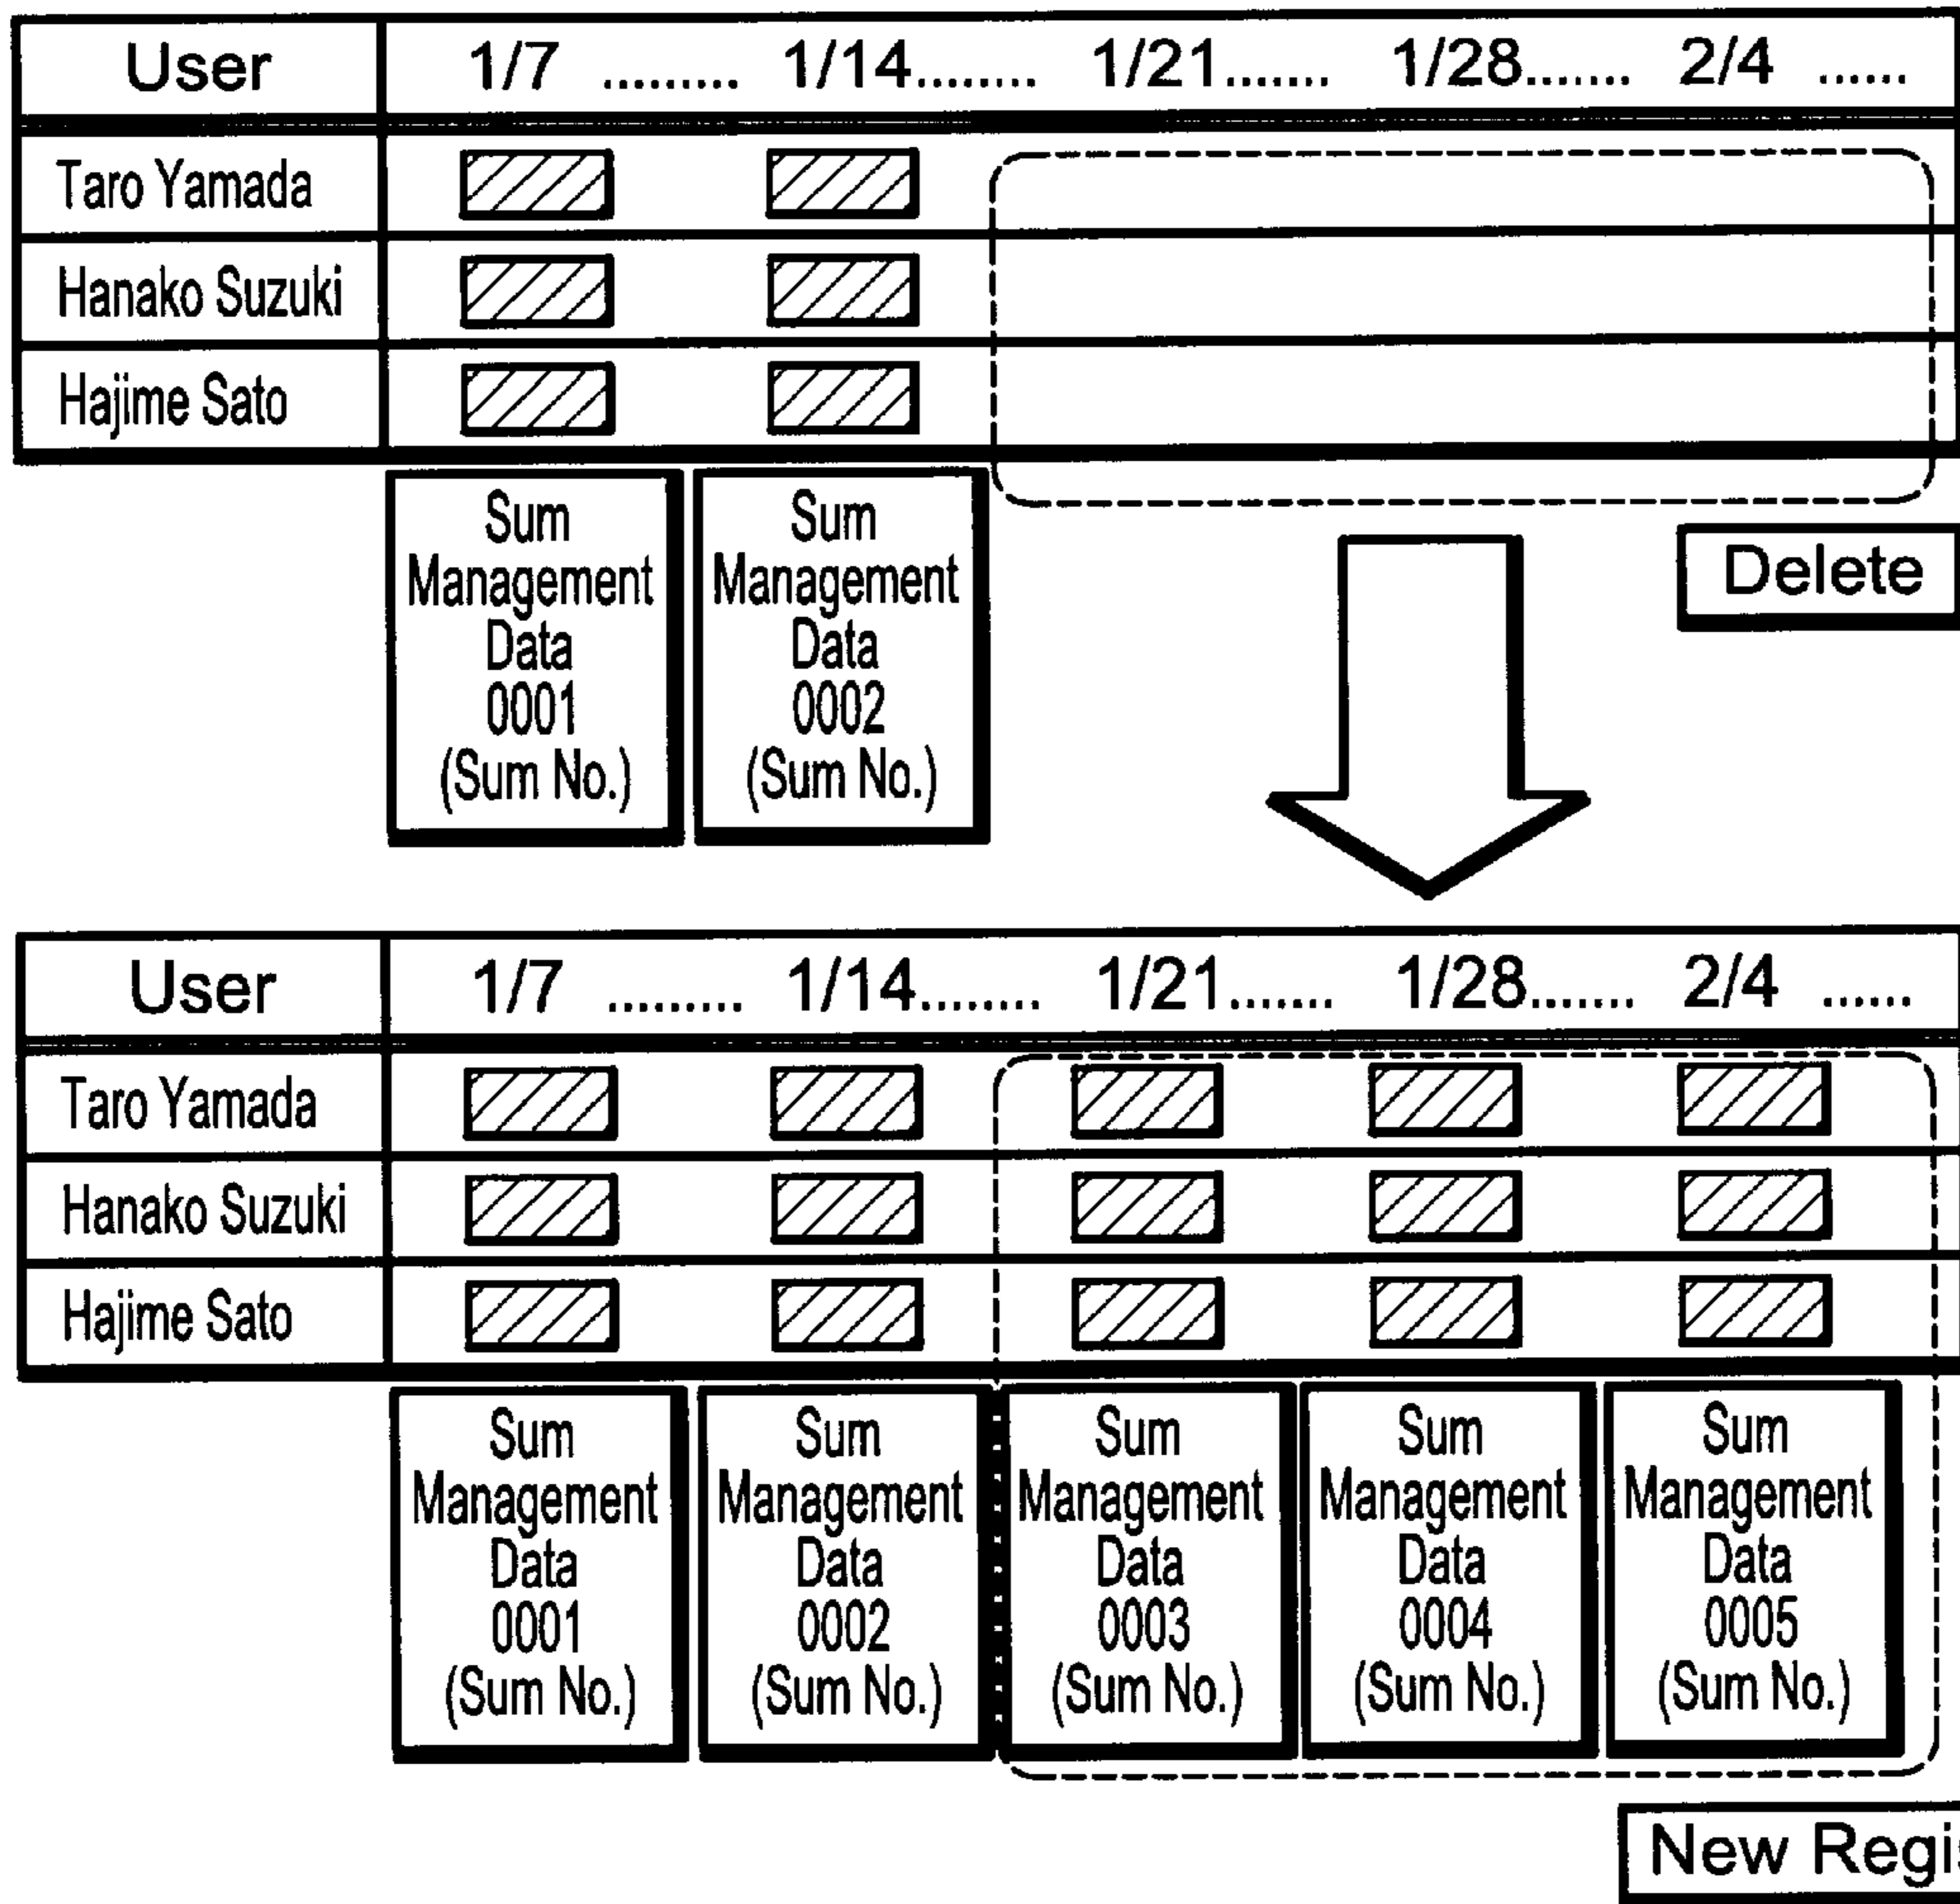 User 1/7 ......... 1/14........ 1/21....... 1/28....... 2/4 ......
Taro Yamada
Hanako Suzuki
Hajime Sato
Sum
Management
Data
0001
(Sum No.)
Sum
Management
Data
0002
(Sum No.)
Delete
User 1/7 ......... 1/14........ 1/21....... 1/28....... 2/4 ......
Taro Yamada
Hanako Suzuki
Hajime Sato
Sum
Management
Data
0001
(Sum No.)
Sum
Management
Data
0002
(Sum No.)
Sum
Management
Data
0003
(Sum No.)
Sum
Management
Data
0004
(Sum No.)
Sum
Management
Data
0005
(Sum No.)
New